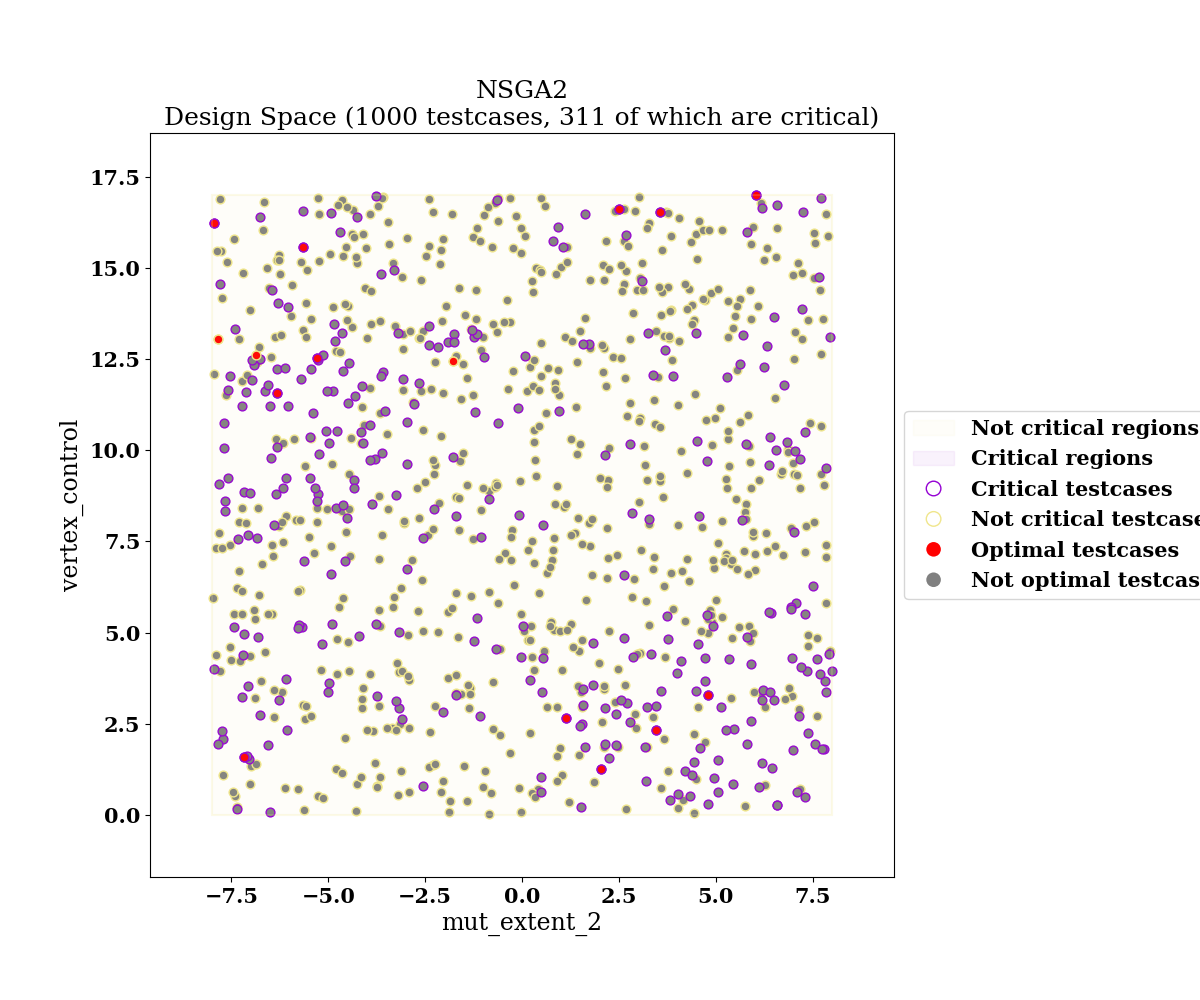 NSGA2
Design Space (1000 testcases, 311 of which are critical)
17.5
15.0
12.5
10.0
7.5
5.0
2.5
0.0
vertex_control
−7.5
−5.0
−2.5
0.0
2.5
5.0
7.5
mut_extent_2
Not critical regions
Critical regions
Critical testcases
Not critical testcase
Optimal testcases
Not optimal testcas